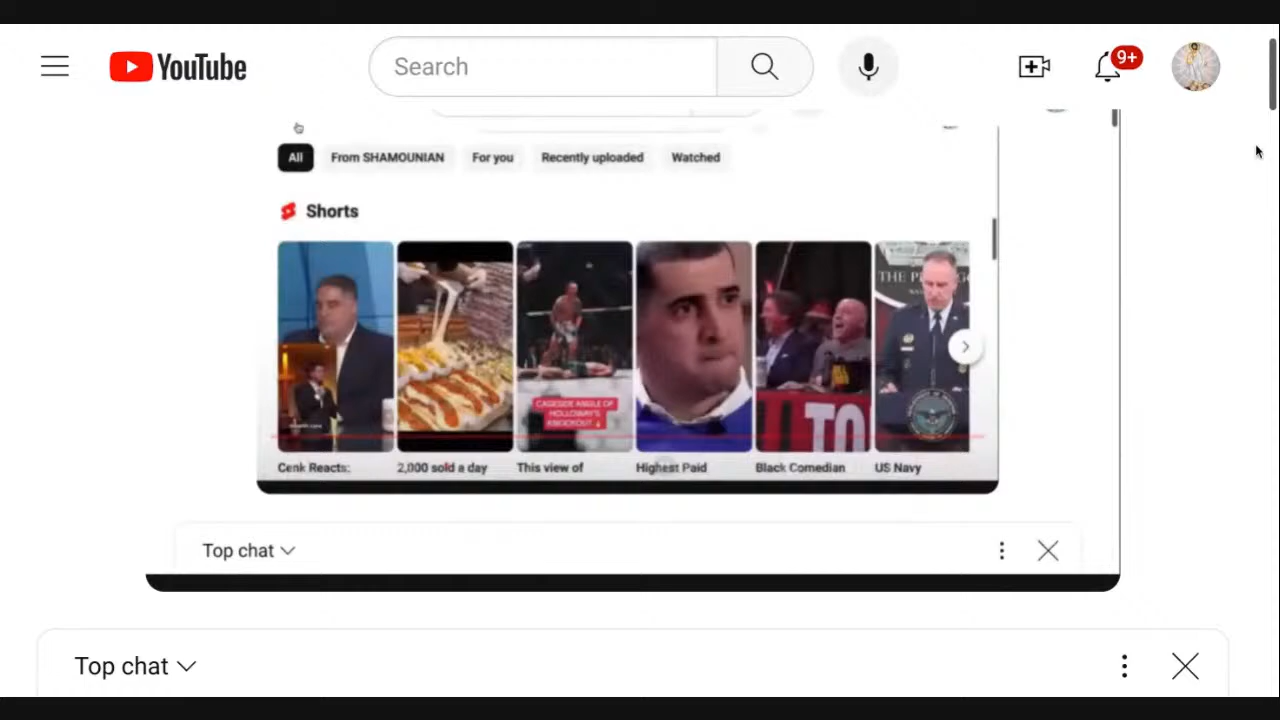 YouTube
Search
9+
All
From SHAMOUNIAN
For you
Recently uploaded
Watched
Shorts
THE PE
CAGESIDE ANGLE OF
HOLLOWAY'S
KNOCKOUT
TO
Cenk Reacts:
2,000 sold a day
This view of
Highest Paid
Black Comedian
US Navy
Top chat
Top chat